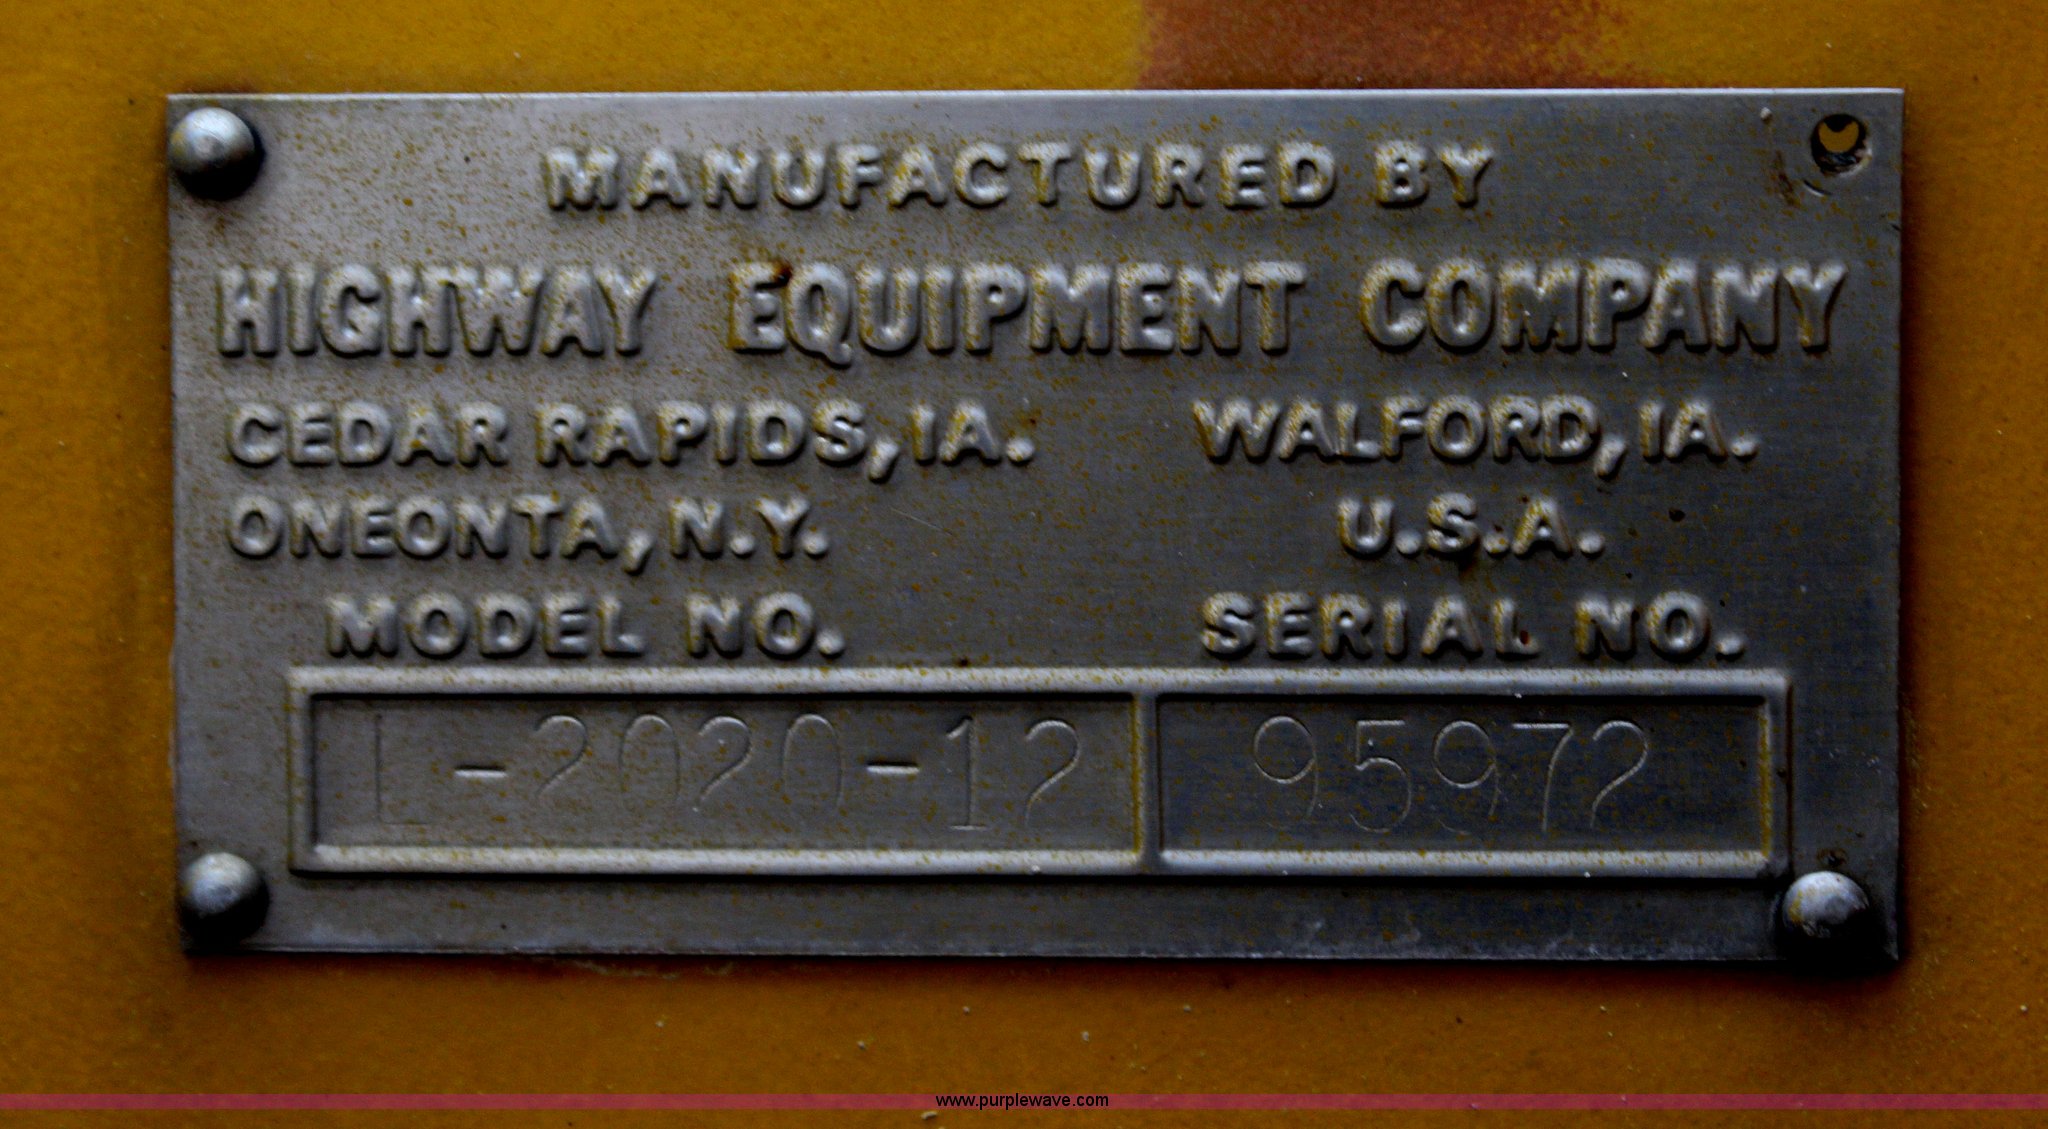 MANUFACTURED BY
HIGHWAY EQUIPMENT COMPANY
CEDAR RAPIDS, IA. WALFORD, IA.
ONEONTA, N.Y. U.S.A.
MODEL NO. SERIAL NO.
L-2020-12 95972
www.purplewave.com